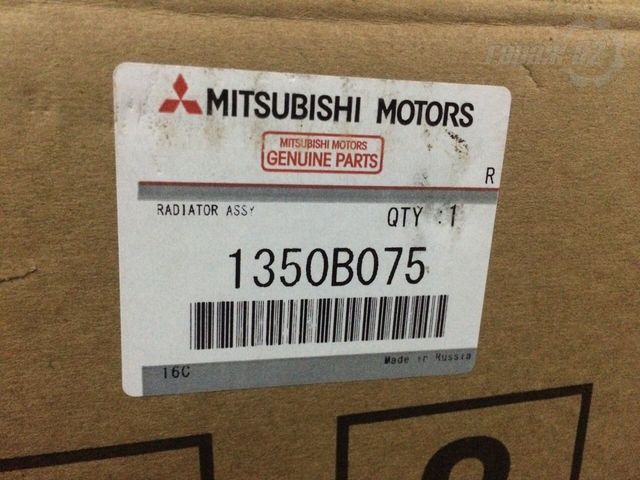 MITSUBISHI MOTORS
MITSUBISHI MOTORS
GENUINE PARTS
R
RADIATOR ASSY
QTY :1
1350B075
16C
Made in Russia